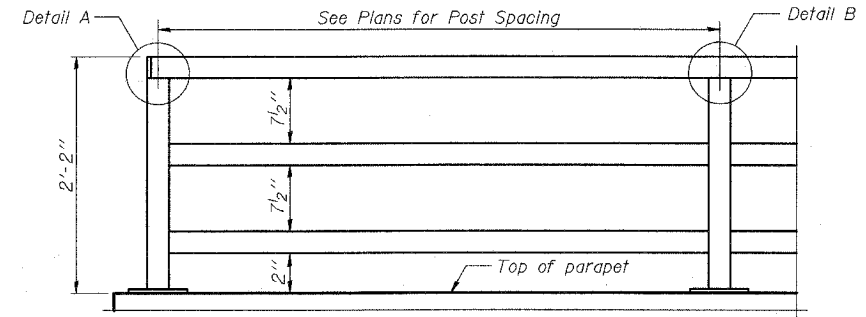 Detail A
See Plans for Post Spacing
Detail B
7½"
2'-2"
7½"
Top of parapet
2"